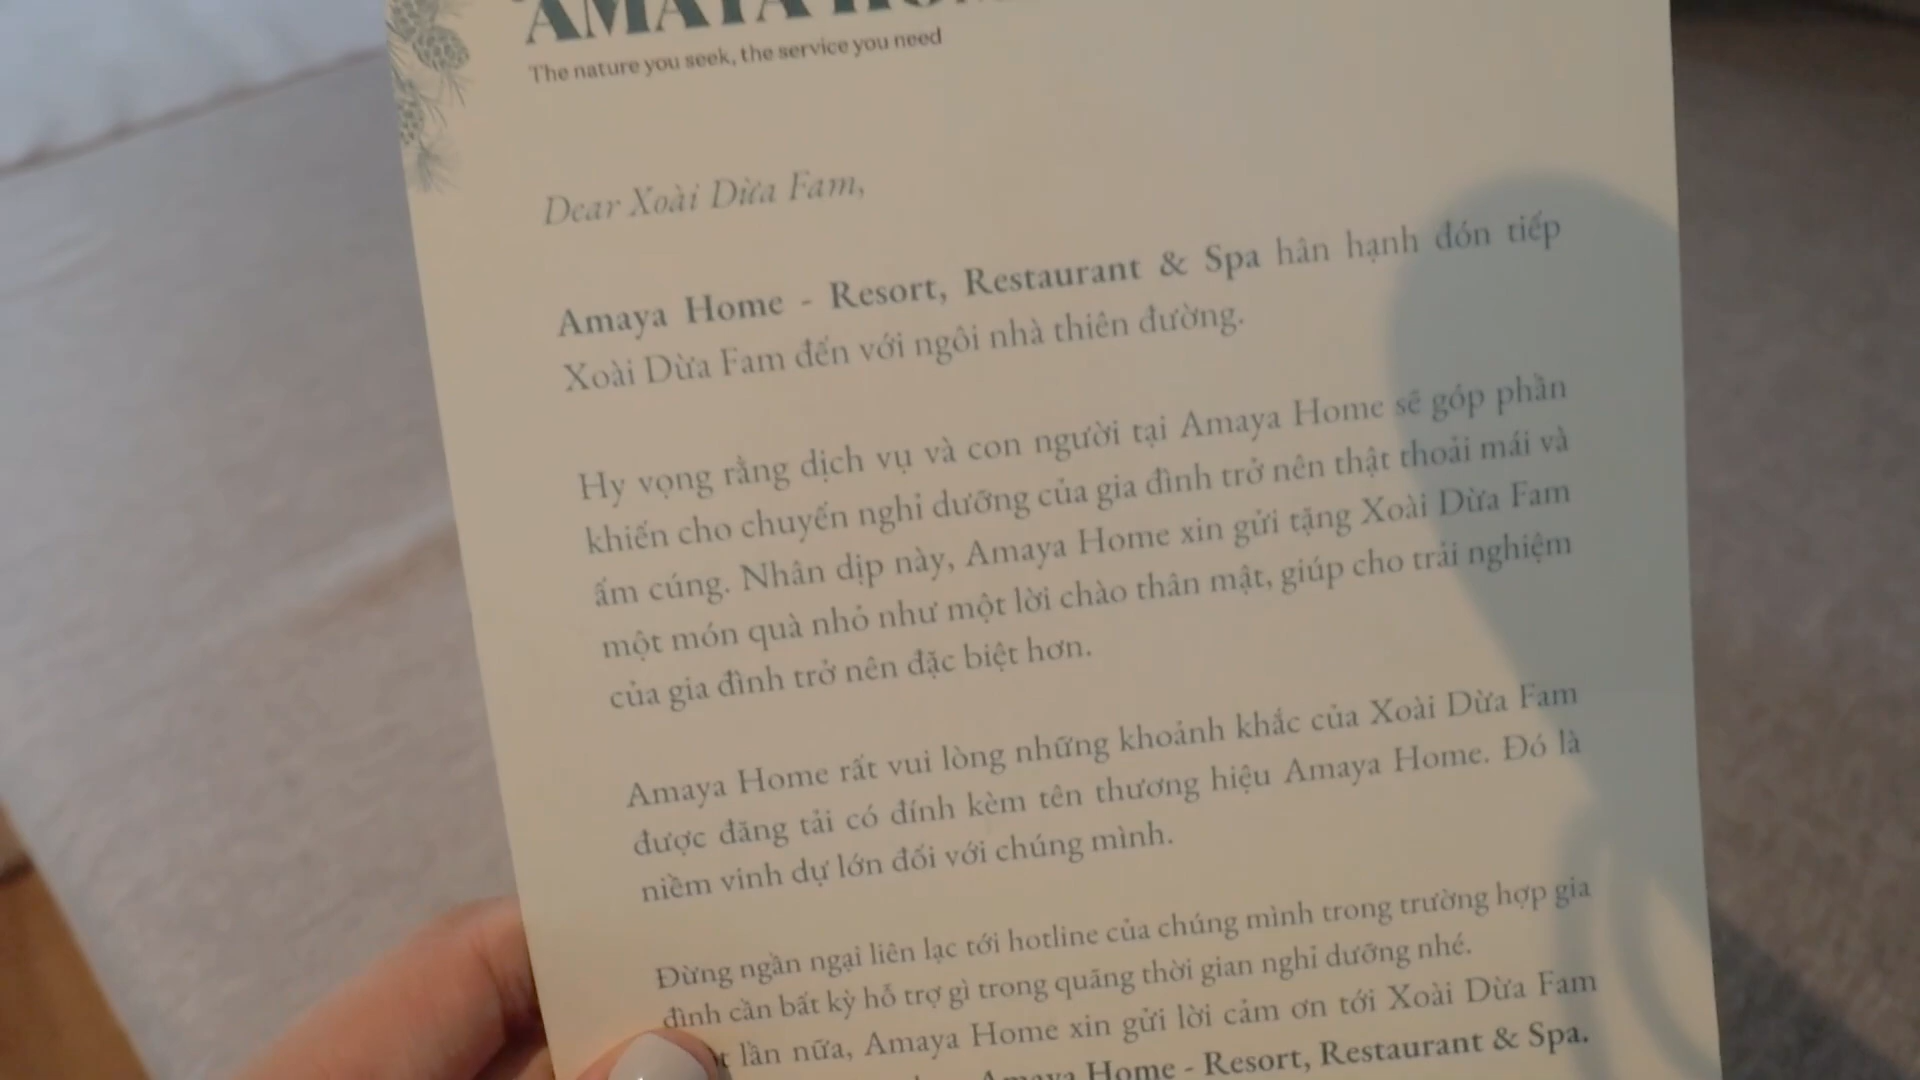 AMAYA HOME
The nature you seek, the service you need
Dear Xoài Dừa Fam,
Amaya Home - Resort, Restaurant & Spa hân hạnh đón tiếp
Xoài Dừa Fam đến với ngôi nhà thiên đường.
Hy vọng rằng dịch vụ và con người tại Amaya Home sẽ góp phần
khiến cho chuyến nghỉ dưỡng của gia đình trở nên thật thoải mái và
ấm cúng. Nhân dịp này, Amaya Home xin gửi tặng Xoài Dừa Fam
một món quà nhỏ như một lời chào thân mật, giúp cho trải nghiệm
của gia đình trở nên đặc biệt hơn.
Amaya Home rất vui lòng những khoảnh khắc của Xoài Dừa Fam
được đăng tải có đính kèm tên thương hiệu Amaya Home. Đó là
niềm vinh dự lớn đối với chúng mình.
Đừng ngần ngại liên lạc tới hotline của chúng mình trong trường hợp gia
đình cần bất kỳ hỗ trợ gì trong quãng thời gian nghỉ dưỡng nhé.
lần nữa, Amaya Home xin gửi lời cảm ơn tới Xoài Dừa Fam
Amaya Home - Resort, Restaurant & Spa.